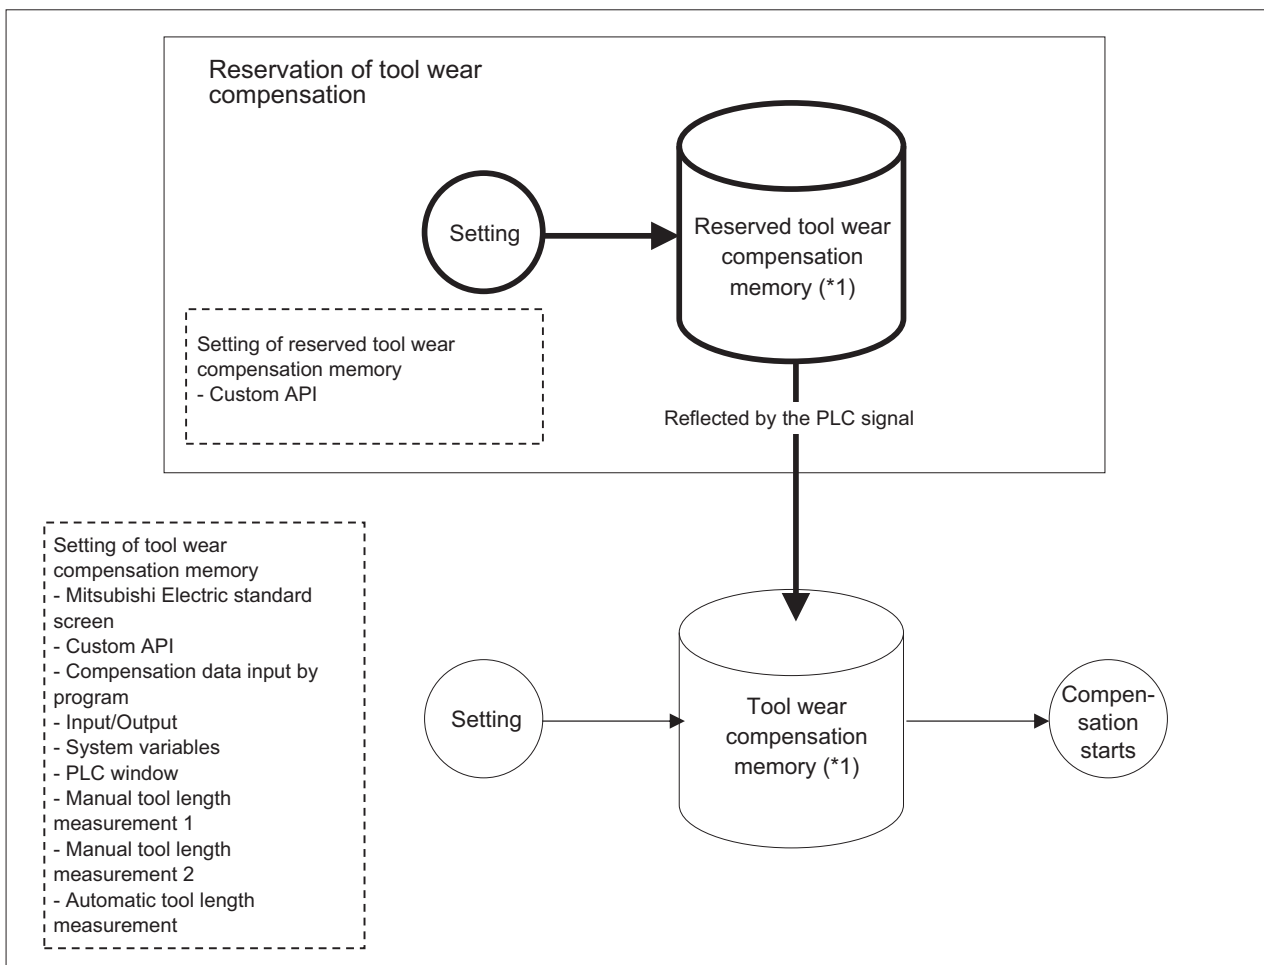 Reservation of tool wear
compensation
Setting
Reserved tool wear
compensation
memory (*1)
Setting of reserved tool wear
compensation memory
- Custom API
Reflected by the PLC signal
Setting of tool wear
compensation memory
- Mitsubishi Electric standard
screen
- Custom API
- Compensation data input by
program
- Input/Output
- System variables
- PLC window
- Manual tool length
measurement 1
- Manual tool length
measurement 2
- Automatic tool length
measurement
Setting
Tool wear
compensation
memory (*1)
Compen-
sation
starts